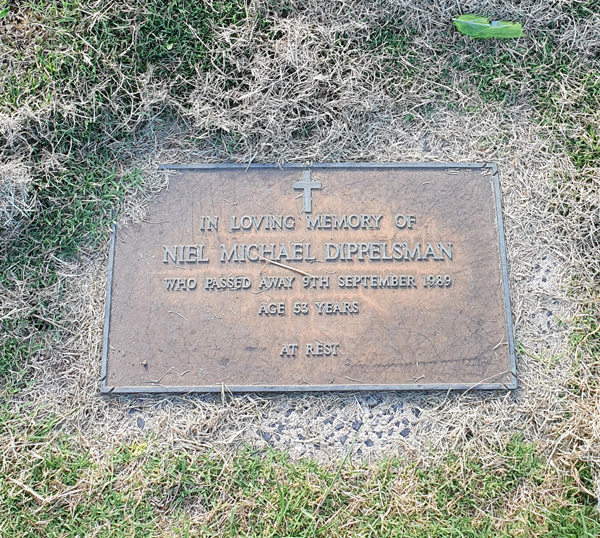 IN LOVING MEMORY OF
NIEL MICHAEL DIPPELSMAN
WHO PASSED AWAY 9TH SEPTEMBER 1989
AGE 53 YEARS
AT REST